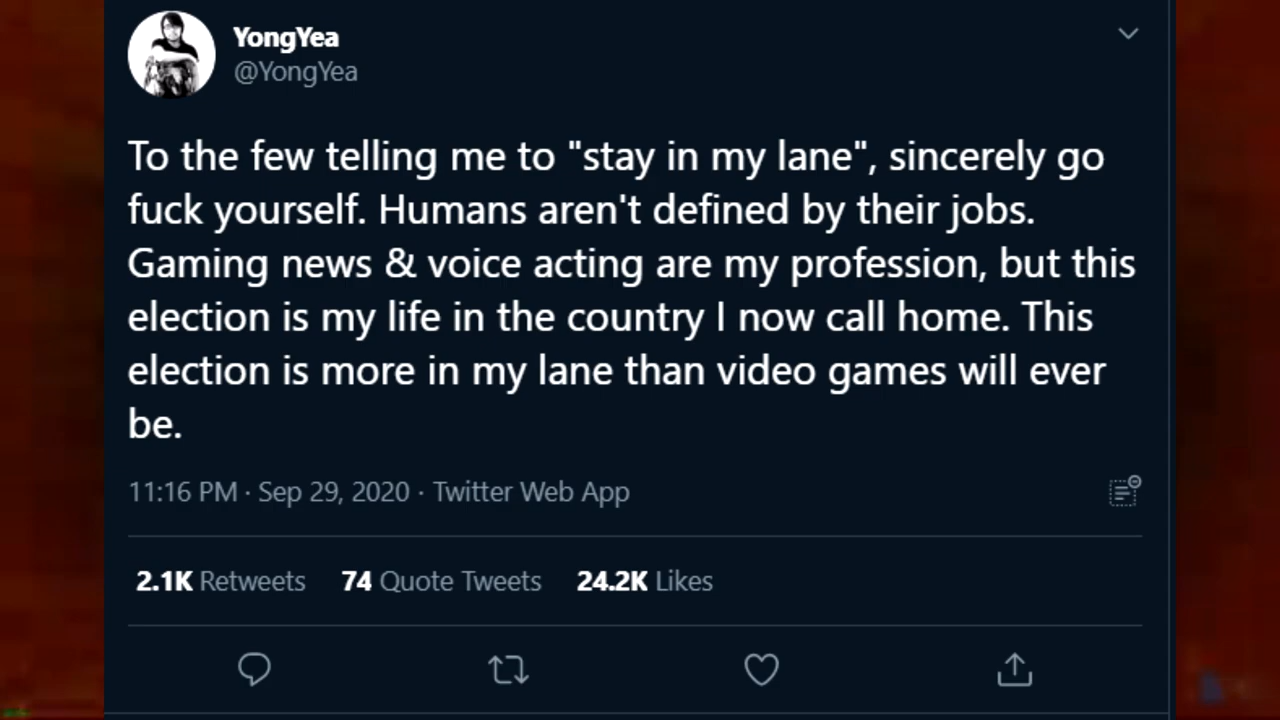 YongYea
@YongYea
To the few telling me to "stay in my lane", sincerely go
fuck yourself. Humans aren't defined by their jobs.
Gaming news & voice acting are my profession, but this
election is my life in the country I now call home. This
election is more in my lane than video games will ever
be.
11:16 PM · Sep 29, 2020 · Twitter Web App
2.1K Retweets 74 Quote Tweets 24.2K Likes